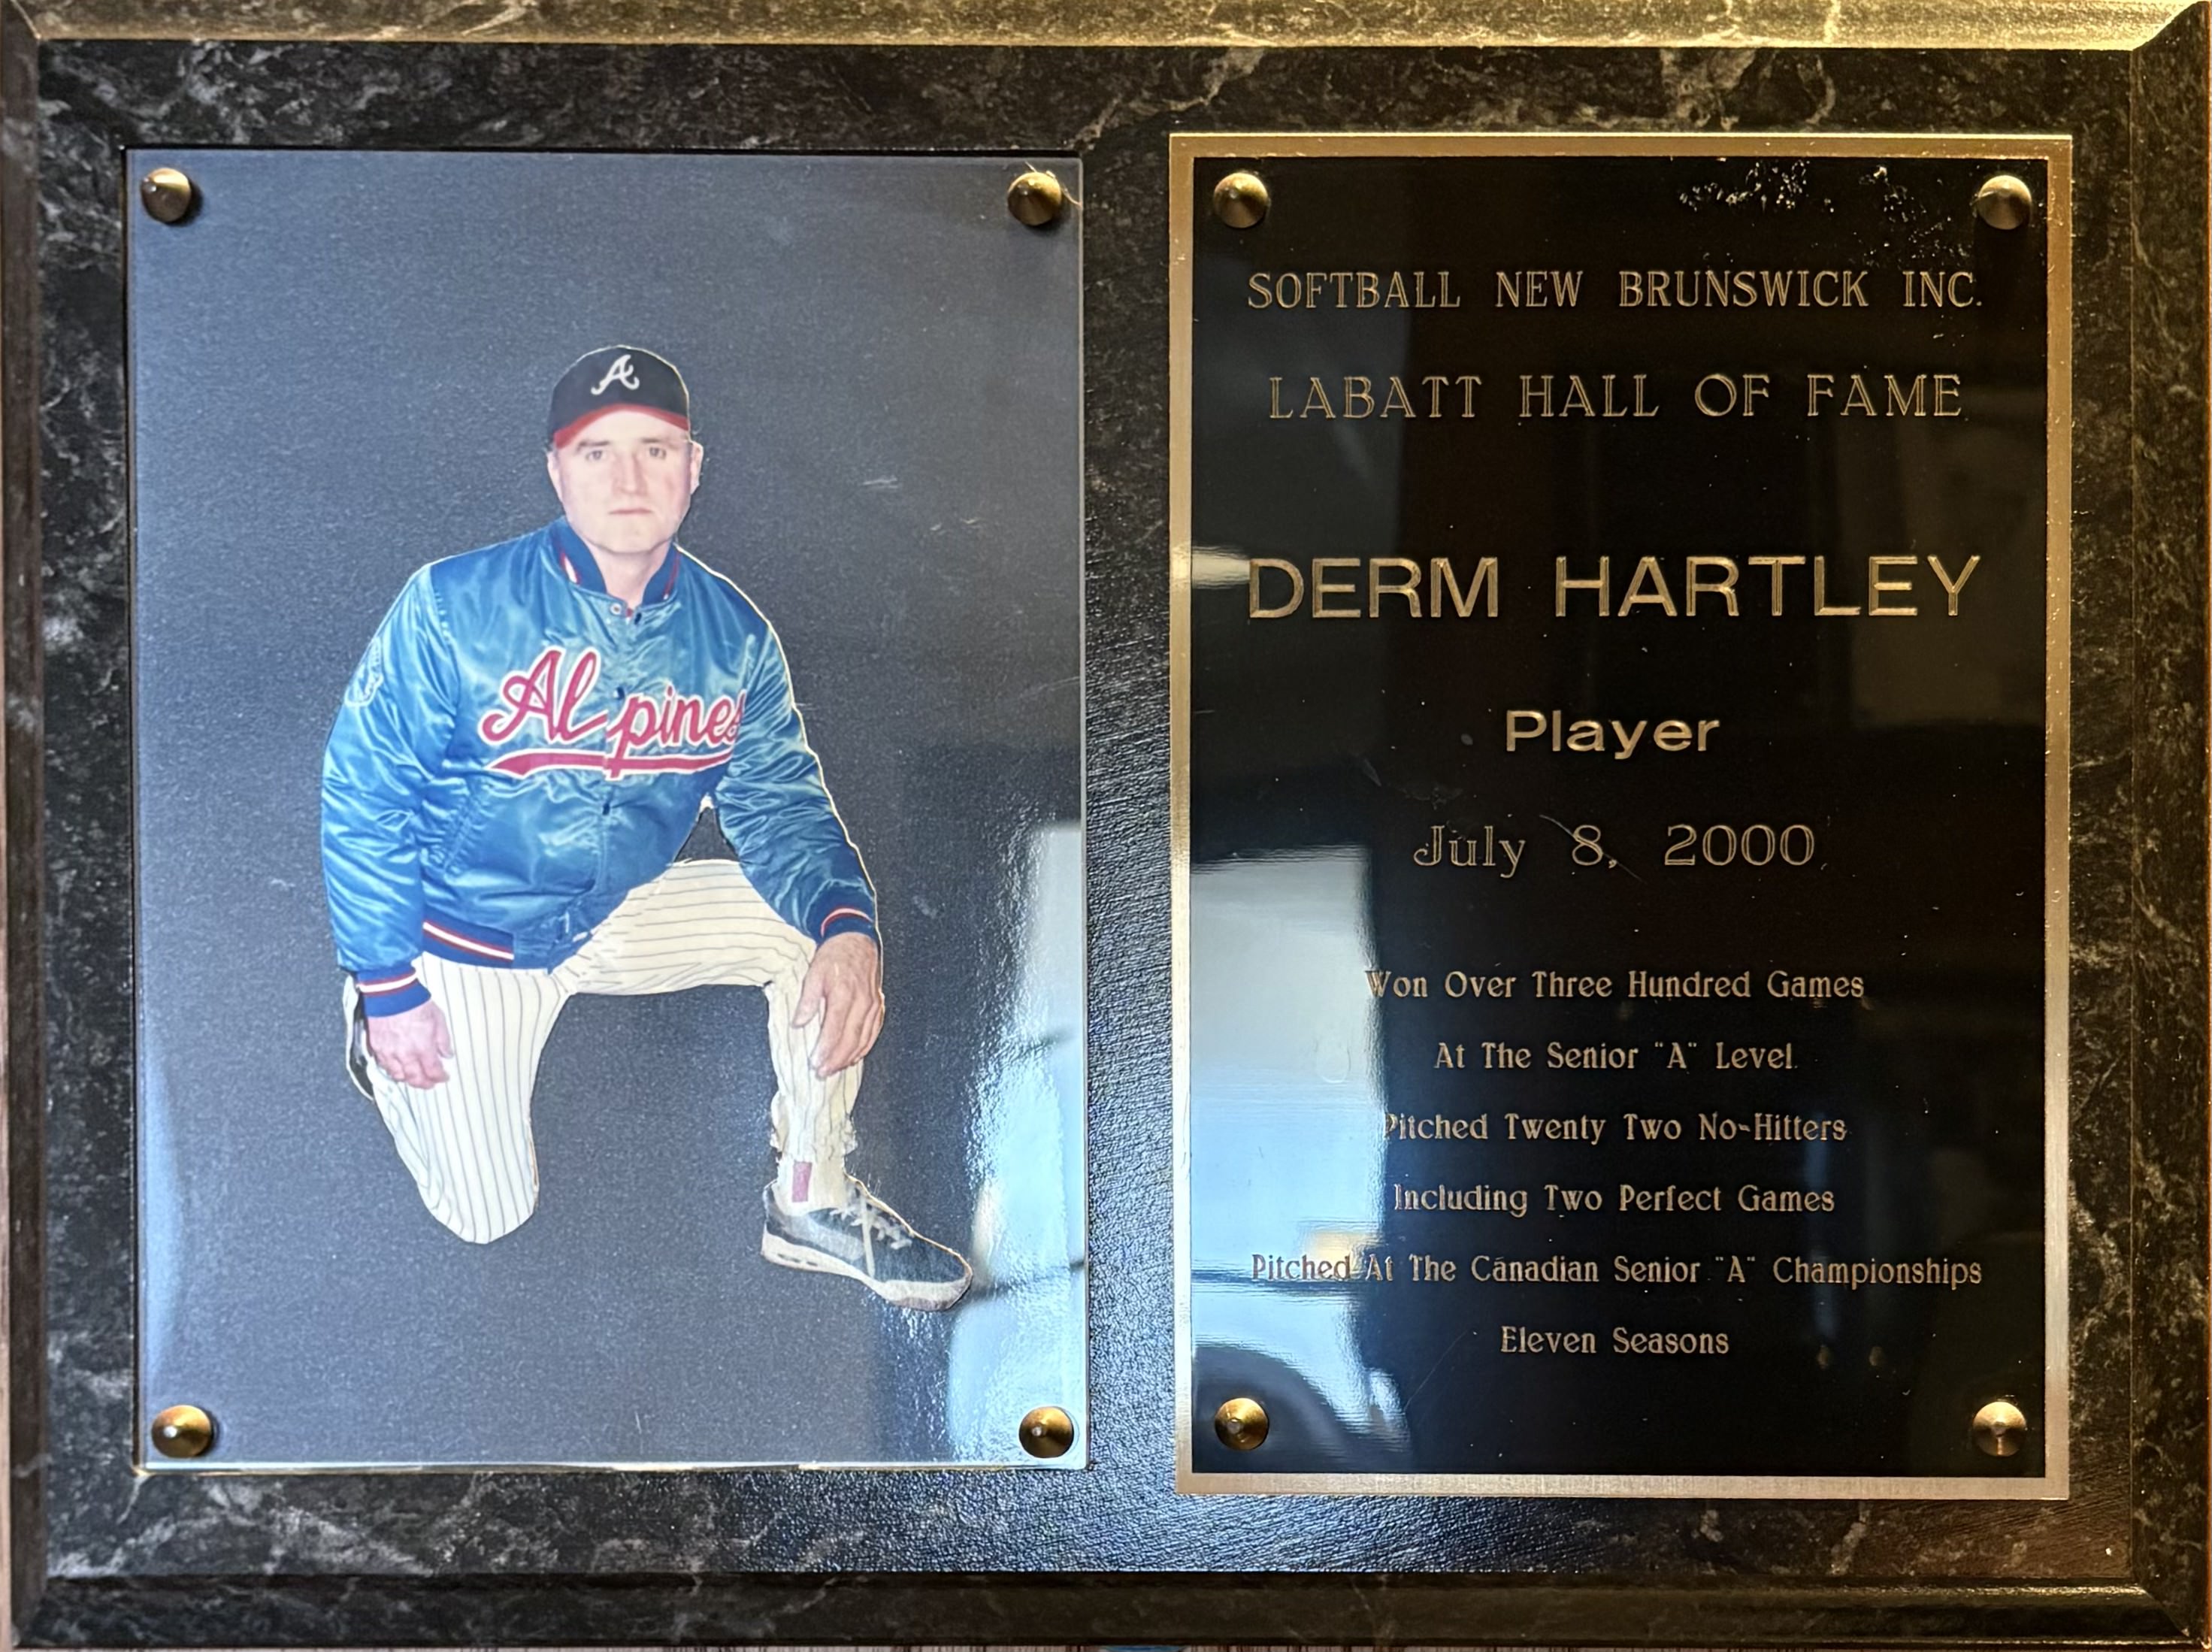 A
Alpines
SOFTBALL NEW BRUNSWICK INC.
LABATT HALL OF FAME
DERM HARTLEY
Player
July 8, 2000
Won Over Three Hundred Games
At The Senior "A" Level
Pitched Twenty Two No-Hitters
Including Two Perfect Games
Pitched At The Canadian Senior "A" Championships
Eleven Seasons